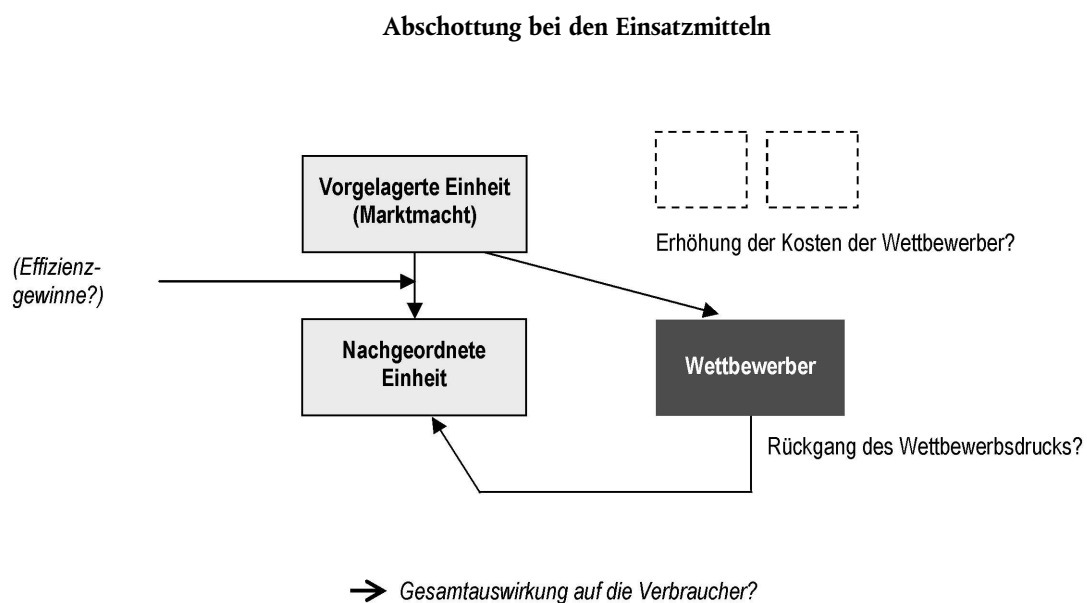 Abschottung bei den Einsatzmitteln
Vorgelagerte Einheit
(Marktmacht)
Erhöhung der Kosten der Wettbewerber?
(Effizienz-
gewinne?)
Nachgeordnete
Einheit
Wettbewerber
Rückgang des Wettbewerbsdrucks?
Gesamtauswirkung auf die Verbraucher?